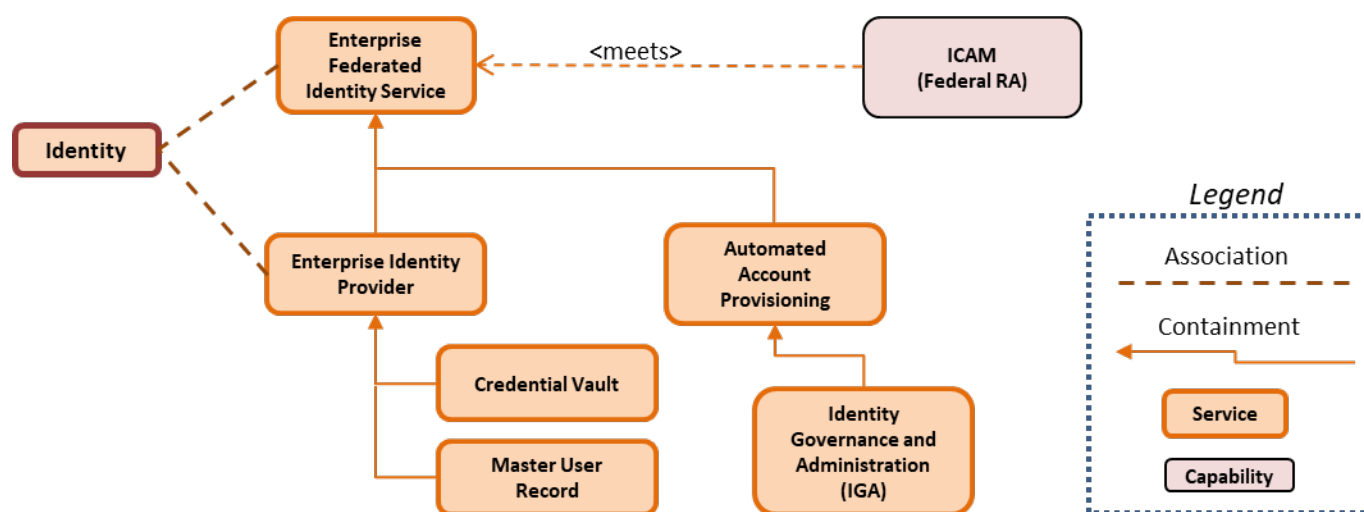 Enterprise
Federated
Identity Service
<meets>
ICAM
(Federal RA)
Identity
Enterprise Identity
Provider
Automated
Account
Provisioning
Credential Vault
Master User
Record
Identity
Governance and
Administration
(IGA)
Legend
Association
Containment
Service
Capability